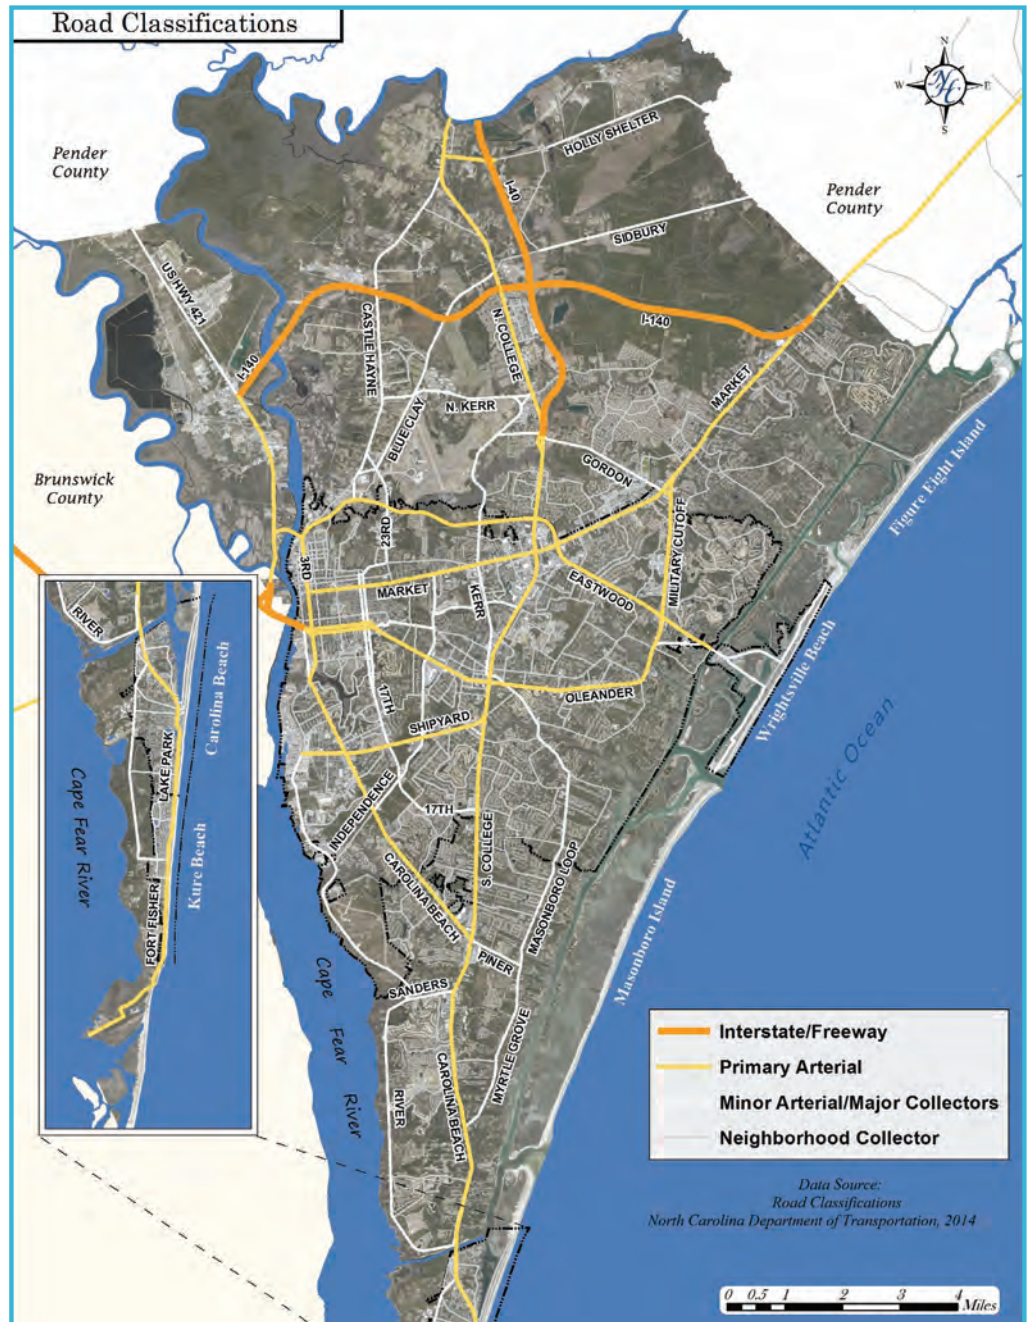 Road Classifications
N
W
E
S
NH
Pender
County
Pender
County
HOLLY SHELTER
I-40
SIDBURY
US HWY 421
I-140
CASTLE HAYNE
N. COLLEGE
I-140
MARKET
N. KERR
BLUE CLAY
GORDON
Brunswick
County
Figure Eight Island
23RD
MILITARY CUTOFF
3RD
MARKET
KERR
EASTWOOD
Wrightsville Beach
17TH
OLEANDER
SHIPYARD
INDEPENDENCE
17TH
Atlantic Ocean
CAROLINA BEACH
S. COLLEGE
MASONBORO LOOP
Masonboro Island
PINER
SANDERS
Cape Fear River
MYRTLE GROVE
RIVER
CAROLINA BEACH
RIVER
Carolina Beach
LAKE PARK
Cape Fear River
Kure Beach
FORT FISHER
Interstate/Freeway
Primary Arterial
Minor Arterial/Major Collectors
Neighborhood Collector
Data Source:
Road Classifications
North Carolina Department of Transportation, 2014
0 0.5 1 2 3 4
Miles